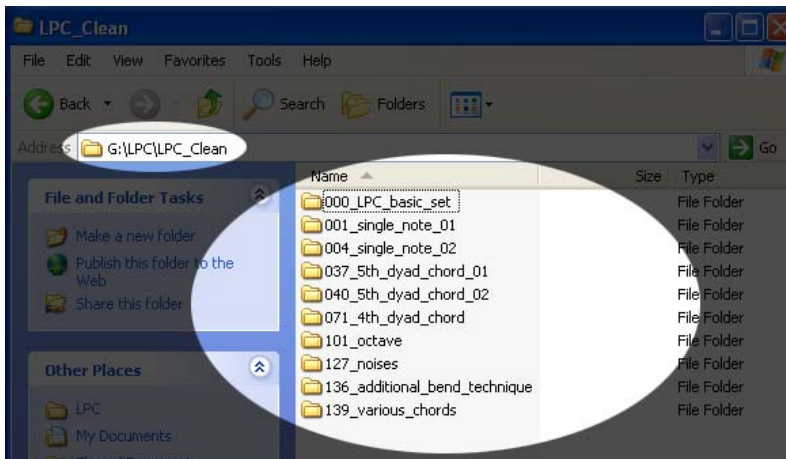 LPC_Clean
File Edit View Favorites Tools Help
Back Search Folders
Address G:\LPC\LPC_Clean Go
Name Size Type
File and Folder Tasks
Make a new folder
Publish this folder to the
Web
Share this folder
Other Places
LPC
My Documents
000_LPC_basic_set File Folder
001_single_note_01 File Folder
004_single_note_02 File Folder
037_5th_dyad_chord_01 File Folder
040_5th_dyad_chord_02 File Folder
071_4th_dyad_chord File Folder
101_octave File Folder
127_noises File Folder
136_additional_bend_technique File Folder
139_various_chords File Folder